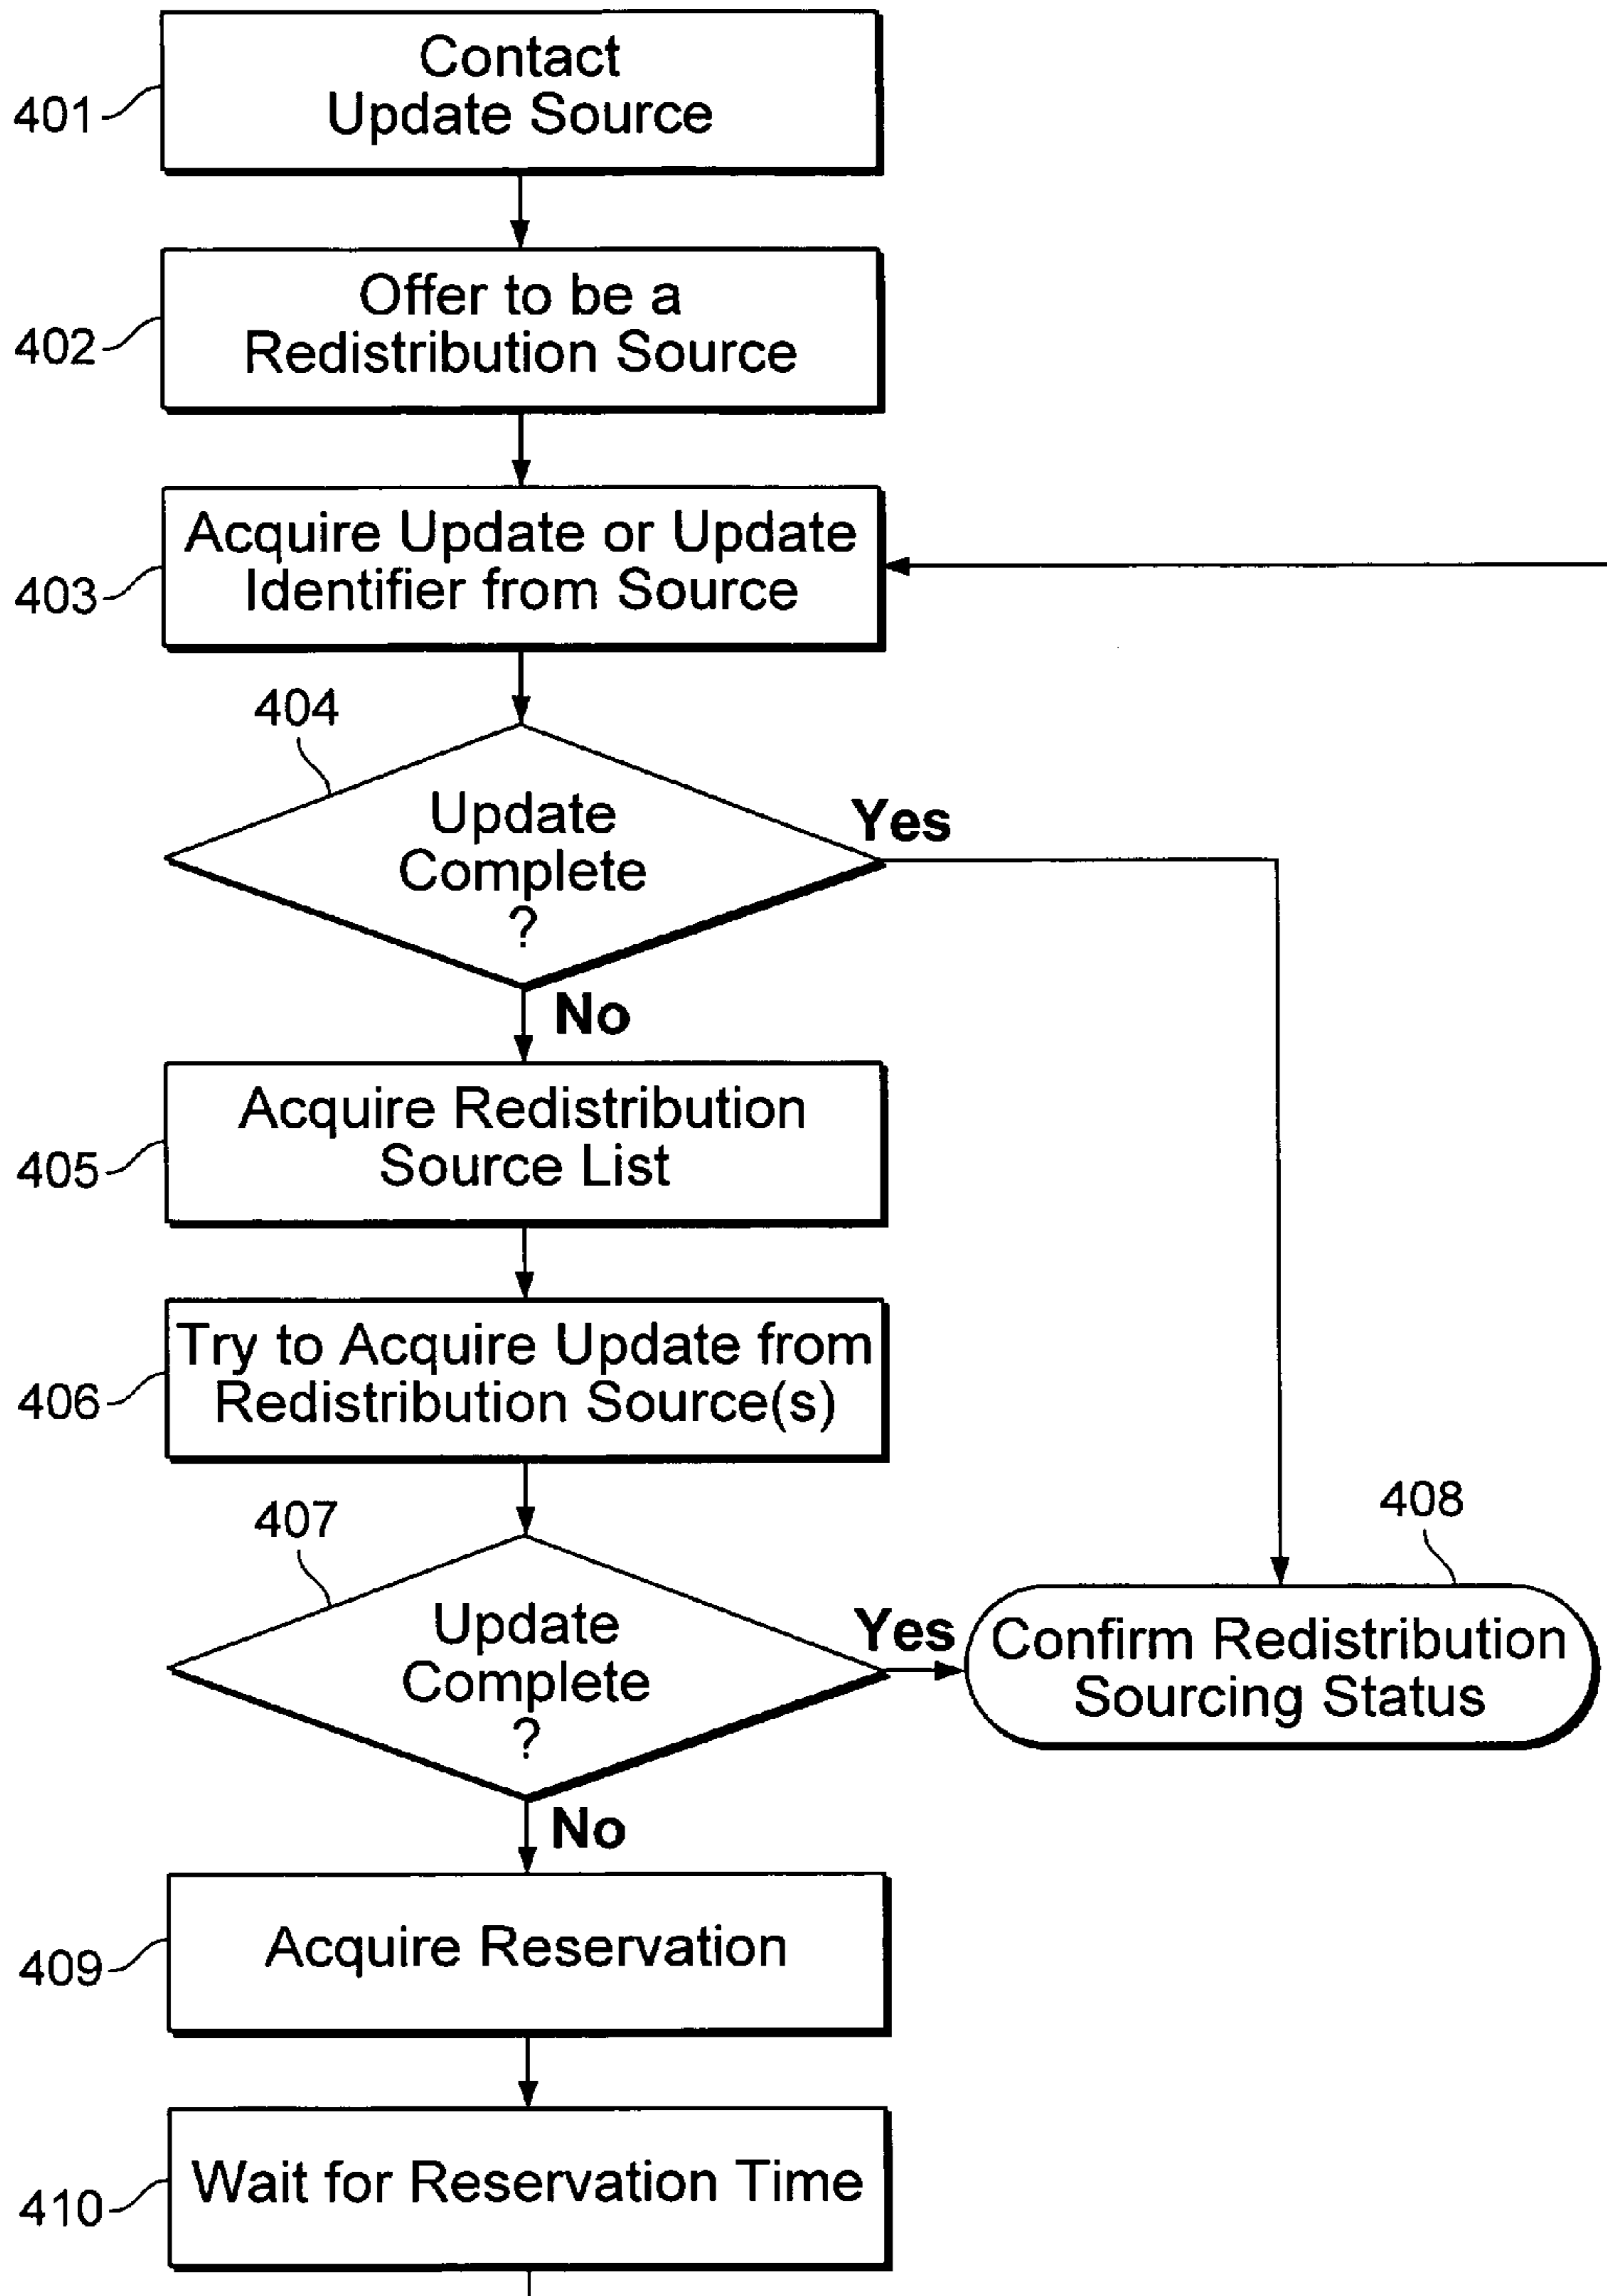 Contact
Update Source
401
Offer to be a
Redistribution Source
402
Acquire Update or Update
Identifier from Source
403
404
Update
Complete
?
Yes
No
Acquire Redistribution
Source List
405
Try to Acquire Update from
Redistribution Source(s)
406
407
Update
Complete
?
Yes
408
Confirm Redistribution
Sourcing Status
No
Acquire Reservation
409
Wait for Reservation Time
410